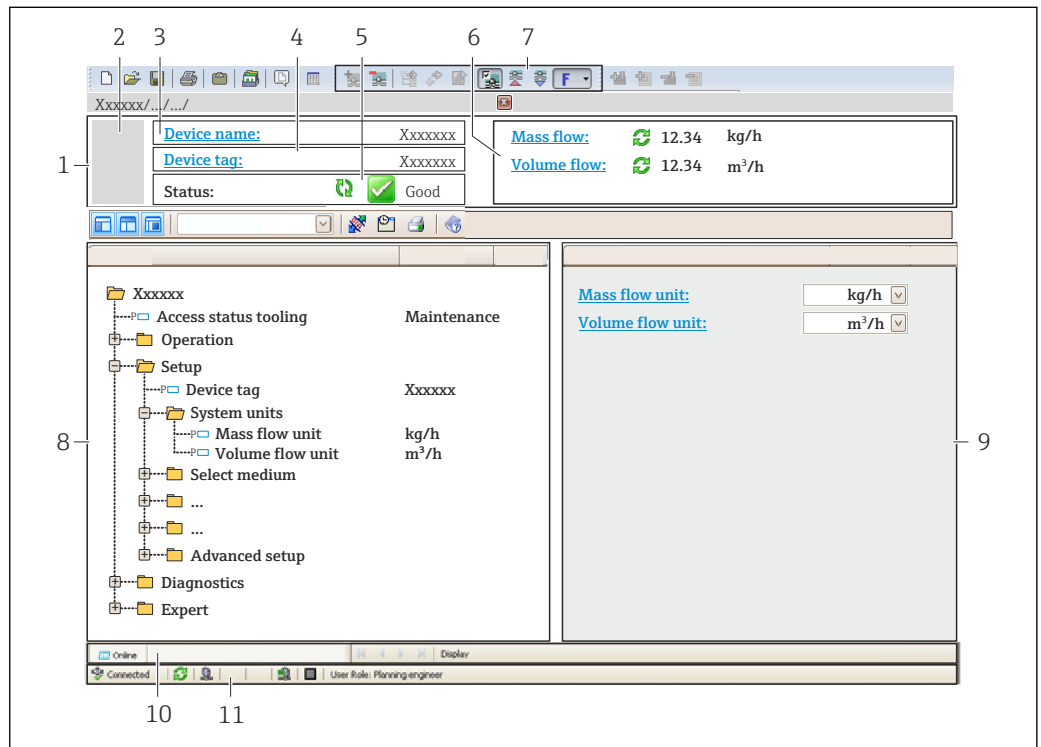 2 3 4 5 6 7
F
Xxxxxx/.../.../
1
Device name: Xxxxxxx
Device tag: Xxxxxxx
Status: Good
Mass flow: 12.34 kg/h
Volume flow: 12.34 m³/h
Xxxxxx
P Access status tooling Maintenance
Operation
Setup
P Device tag Xxxxxx
System units
P Mass flow unit kg/h
P Volume flow unit m³/h
Select medium
...
...
Advanced setup
Diagnostics
Expert
8
Mass flow unit: kg/h
Volume flow unit: m³/h
9
Online Display
Connected User Role: Planning engineer
10 11